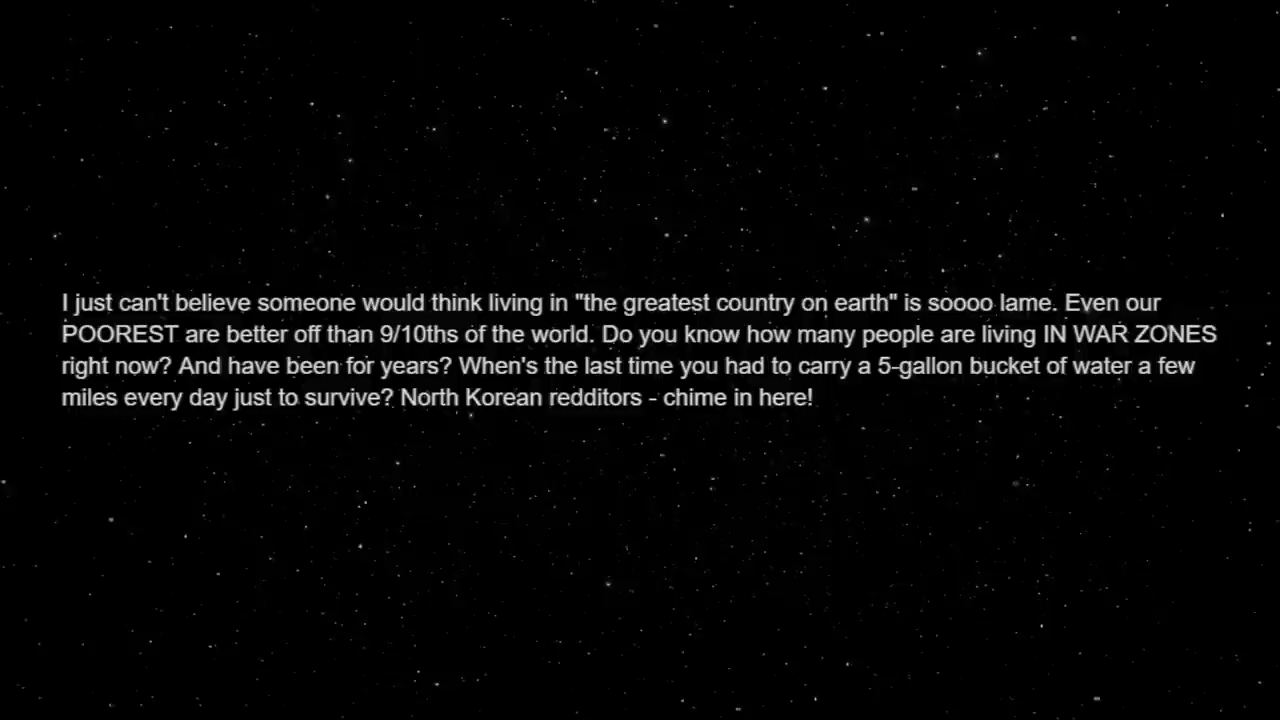 I just can't believe someone would think living in "the greatest country on earth" is soooo lame. Even our
POOREST are better off than 9/10ths of the world. Do you know how many people are living IN WAR ZONES
right now? And have been for years? When's the last time you had to carry a 5-gallon bucket of water a few
miles every day just to survive? North Korean redditors - chime in here!